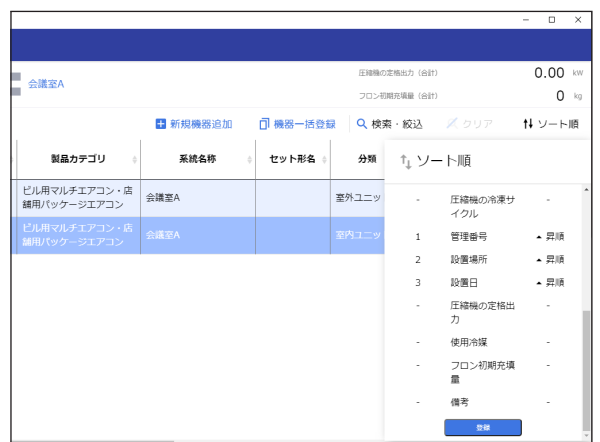 圧縮機の定格出力（合計） 0.00 kW
会議室A
フロン初期充填量（合計） 0 kg
新規機器追加 機器一括登録 検索・絞込 クリア ソート順
製品カテゴリ 系統名称 セット形名 分類
ソート順
ビル用マルチエアコン・店
舗用パッケージエアコン
会議室A
室外ユニッ
ビル用マルチエアコン・店
舗用パッケージエアコン
会議室A
室内ユニッ
- 圧縮機の冷凍サ -
イクル
1 管理番号 昇順
2 設置場所 昇順
3 設置日 昇順
- 圧縮機の定格出 -
力
- 使用冷媒 -
- フロン初期充填 -
量
- 備考 -
登録